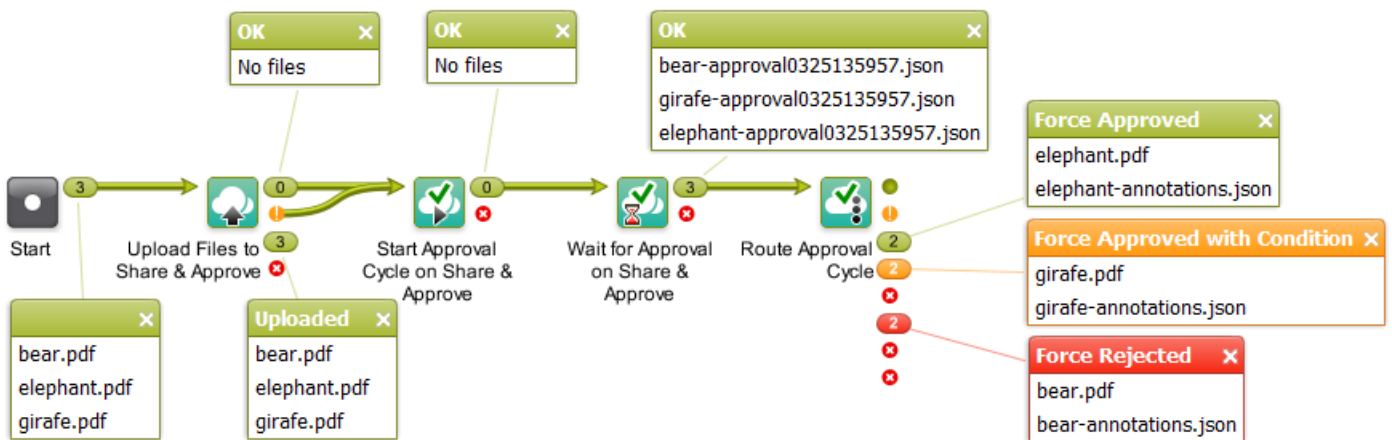 OK
No files
OK
No files
OK
bear-approval0325135957.json
girafe-approval0325135957.json
elephant-approval0325135957.json
Force Approved
elephant.pdf
elephant-annotations.json
3
0
0
3
Start
Upload Files to
Share & Approve
3
Start Approval
Cycle on Share &
Approve
Wait for Approval
on Share &
Approve
Route Approval
Cycle
2
2
2
Force Approved with Condition
girafe.pdf
girafe-annotations.json
bear.pdf
elephant.pdf
girafe.pdf
Uploaded
bear.pdf
elephant.pdf
girafe.pdf
Force Rejected
bear.pdf
bear-annotations.json